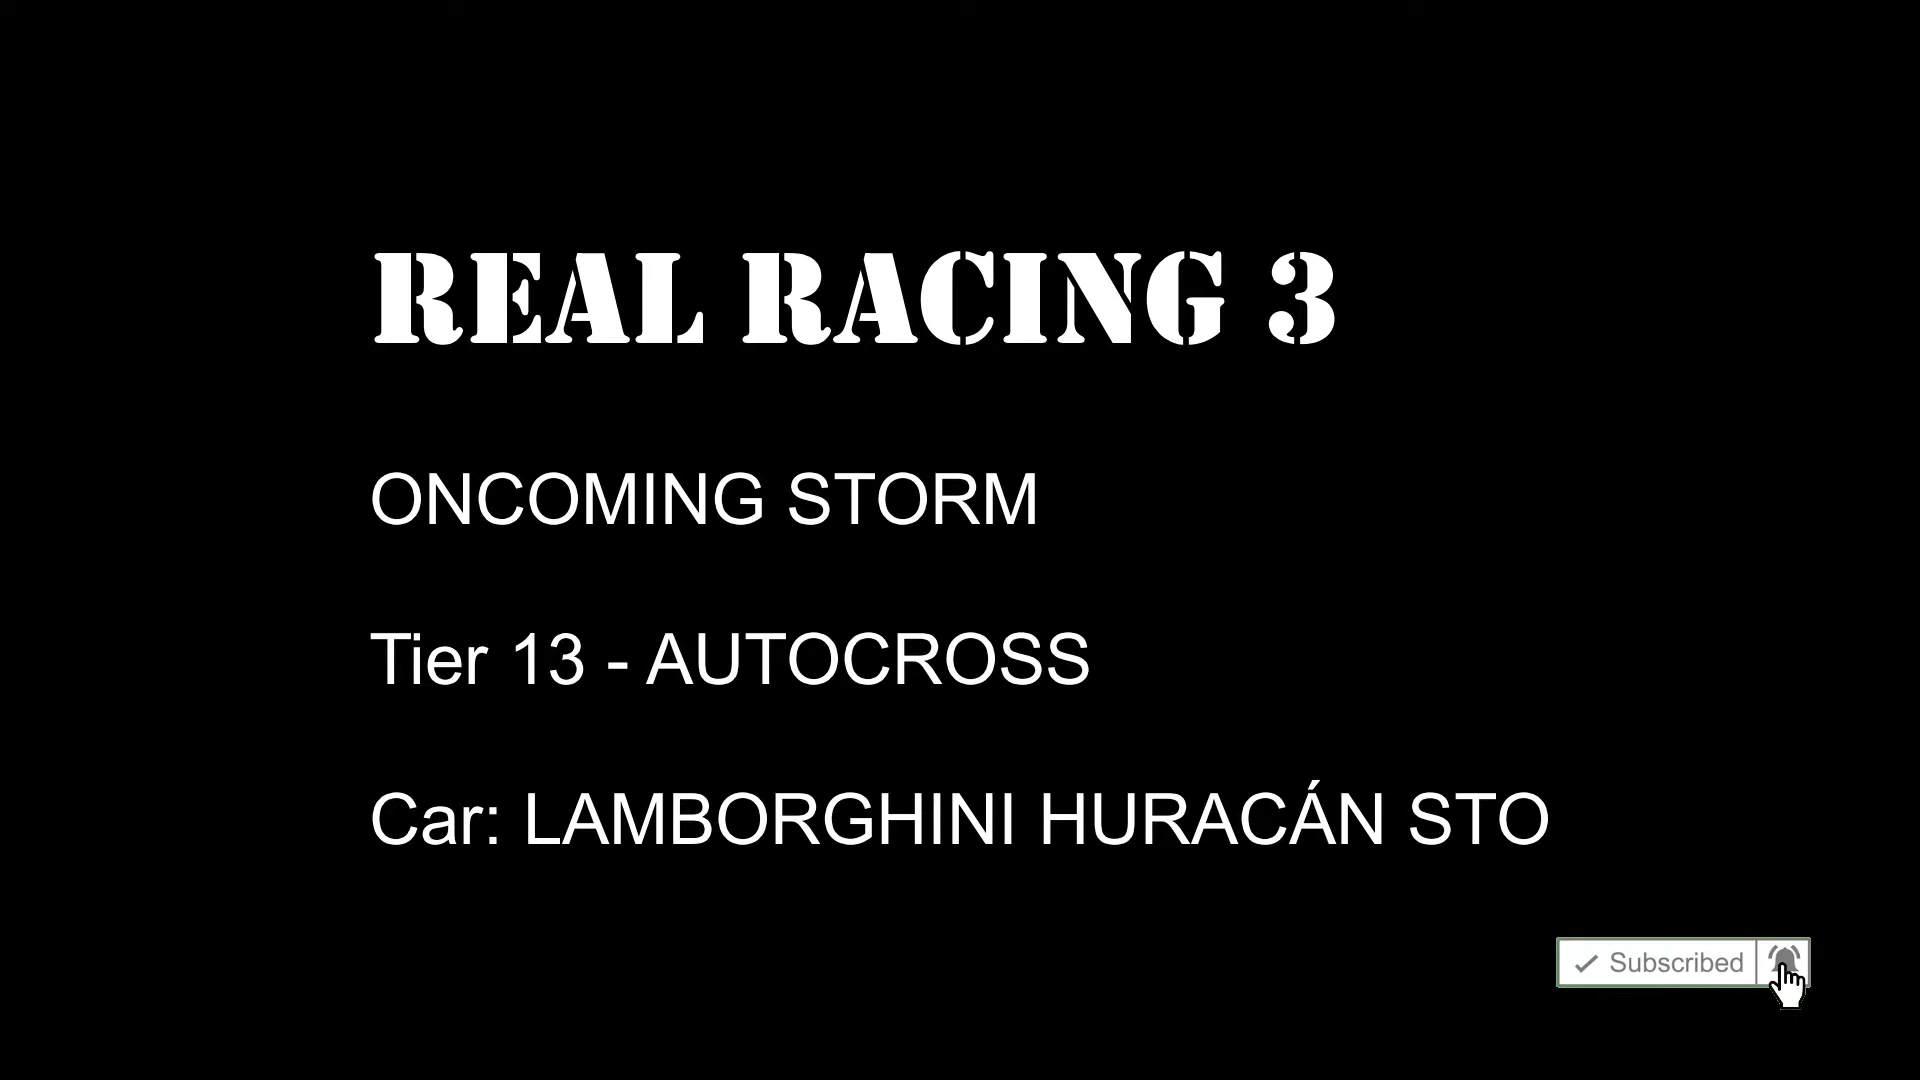 REAL RACING 3
ONCOMING STORM
Tier 13 - AUTOCROSS
Car: LAMBORGHINI HURACÁN STO
Subscribed